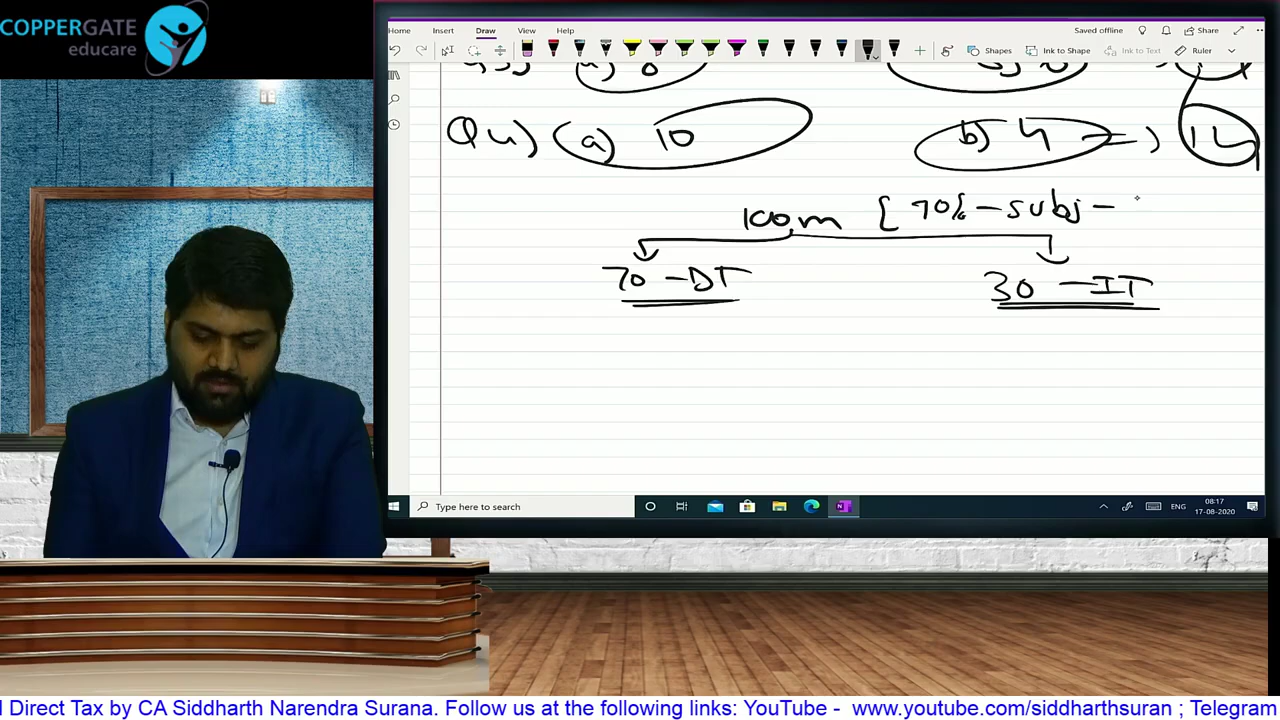 COPPERGATE
educare
Home Insert Draw View Help
Saved offline Share
Shapes Ink to Shape Ink to Text Ruler
Q4) (a) 10 b) 4 => 14
100m [70% - subj -
70 - DT 30 - IT
Type here to search
ENG
08:17
17-08-2020
l Direct Tax by CA Siddharth Narendra Surana. Follow us at the following links: YouTube - www.youtube.com/siddharthsuran ; Telegram